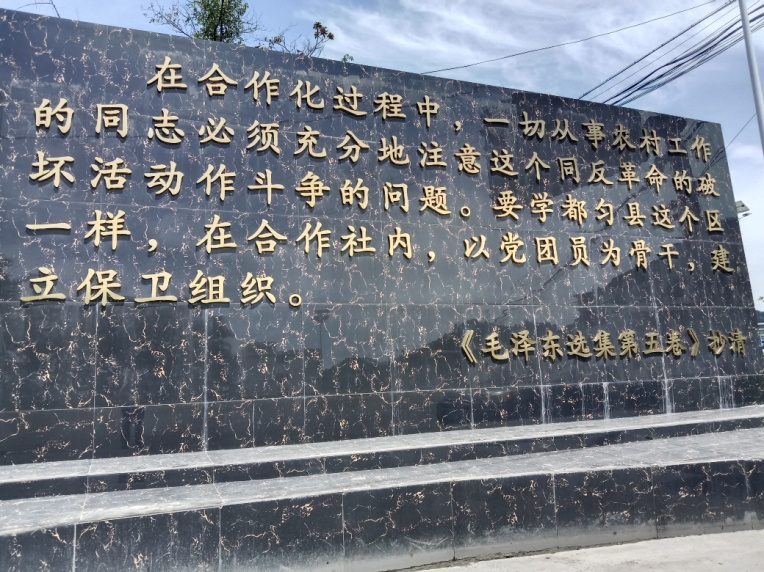 在合作化过程中，一切从事农村工作
的同志必须充分地注意这个同反革命的破
坏活动作斗争的问题。要学都匀县这个区
一样，在合作社内，以党团员为骨干，建
立保卫组织。
《毛泽东选集第五卷》抄清